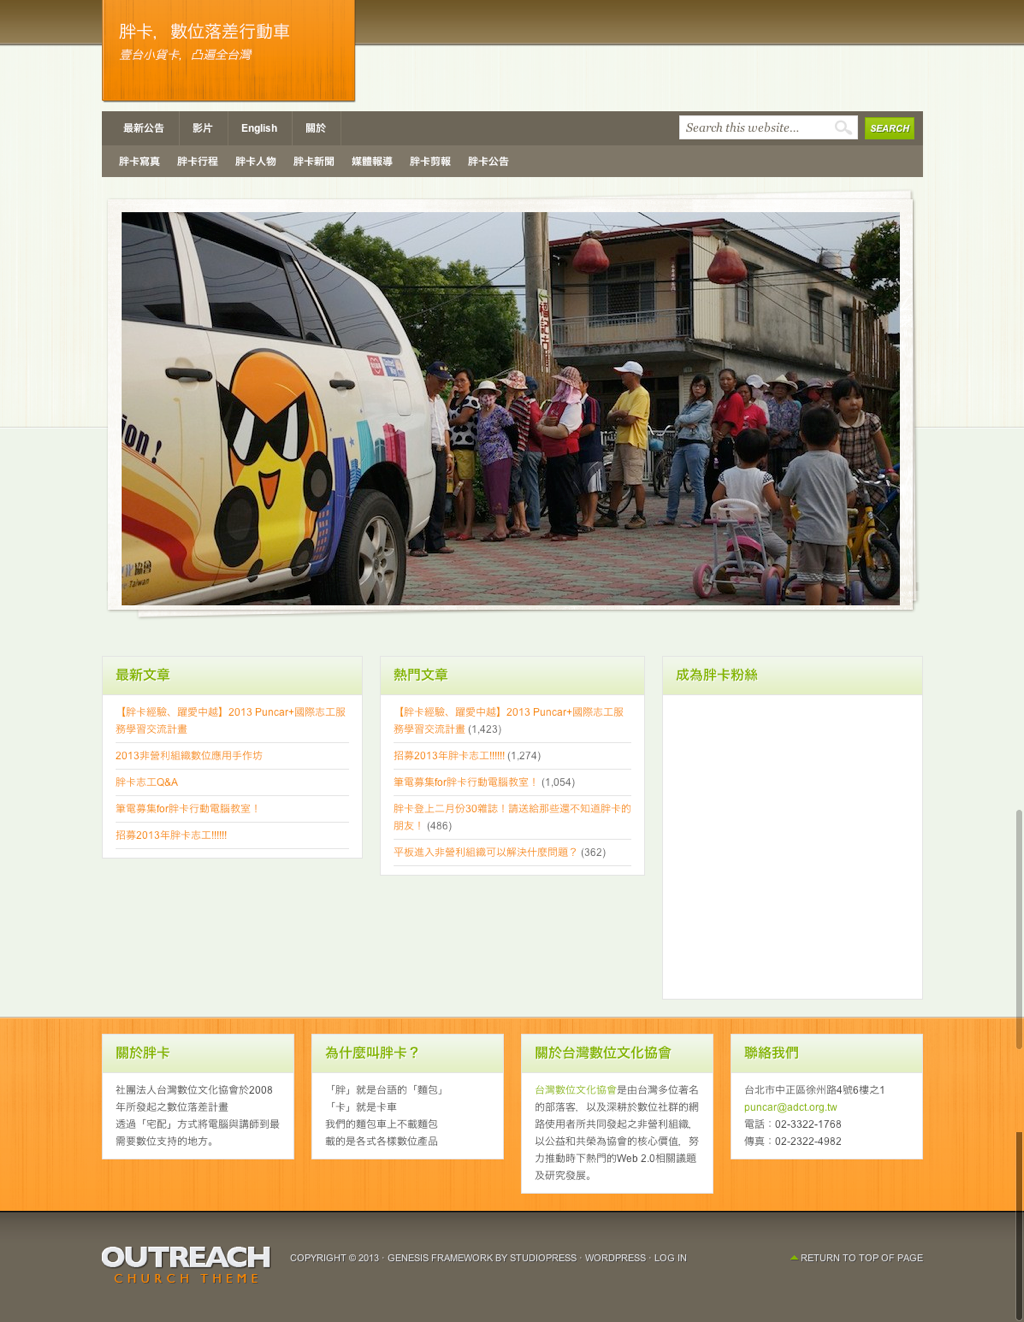 胖卡，數位落差行動車
壹台小貨卡，凸遍全台灣
最新公告 影片 English 關於
Search this website... SEARCH
胖卡寫真 胖卡行程 胖卡人物 胖卡新聞 媒體報導 胖卡剪報 胖卡公告
ion !
協會
Taiwan
最新文章
【胖卡經驗、躍愛中越】2013 Puncar+國際志工服
務學習交流計畫
2013非營利組織數位應用手作坊
胖卡志工Q&A
筆電募集for胖卡行動電腦教室！
招募2013年胖卡志工!!!!!!
熱門文章
【胖卡經驗、躍愛中越】2013 Puncar+國際志工服
務學習交流計畫 (1,423)
招募2013年胖卡志工!!!!!! (1,274)
筆電募集for胖卡行動電腦教室！ (1,054)
胖卡登上二月份30雜誌！請送給那些還不知道胖卡的
朋友！ (486)
平板進入非營利組織可以解決什麼問題？ (362)
成為胖卡粉絲
關於胖卡
社團法人台灣數位文化協會於2008
年所發起之數位落差計畫
透過「宅配」方式將電腦與講師到最
需要數位支持的地方。
為什麼叫胖卡？
「胖」就是台語的「麵包」
「卡」就是卡車
我們的麵包車上不載麵包
載的是各式各樣數位產品
關於台灣數位文化協會
台灣數位文化協會是由台灣多位著名
的部落客，以及深耕於數位社群的網
路使用者所共同發起之非營利組織，
以公益和共榮為協會的核心價值，努
力推動時下熱門的Web 2.0相關議題
及研究發展。
聯絡我們
台北市中正區徐州路4號6樓之1
puncar@adct.org.tw
電話：02-3322-1768
傳真：02-2322-4982
OUTREACH
CHURCH THEME
COPYRIGHT © 2013 · GENESIS FRAMEWORK BY STUDIOPRESS · WORDPRESS · LOG IN
RETURN TO TOP OF PAGE